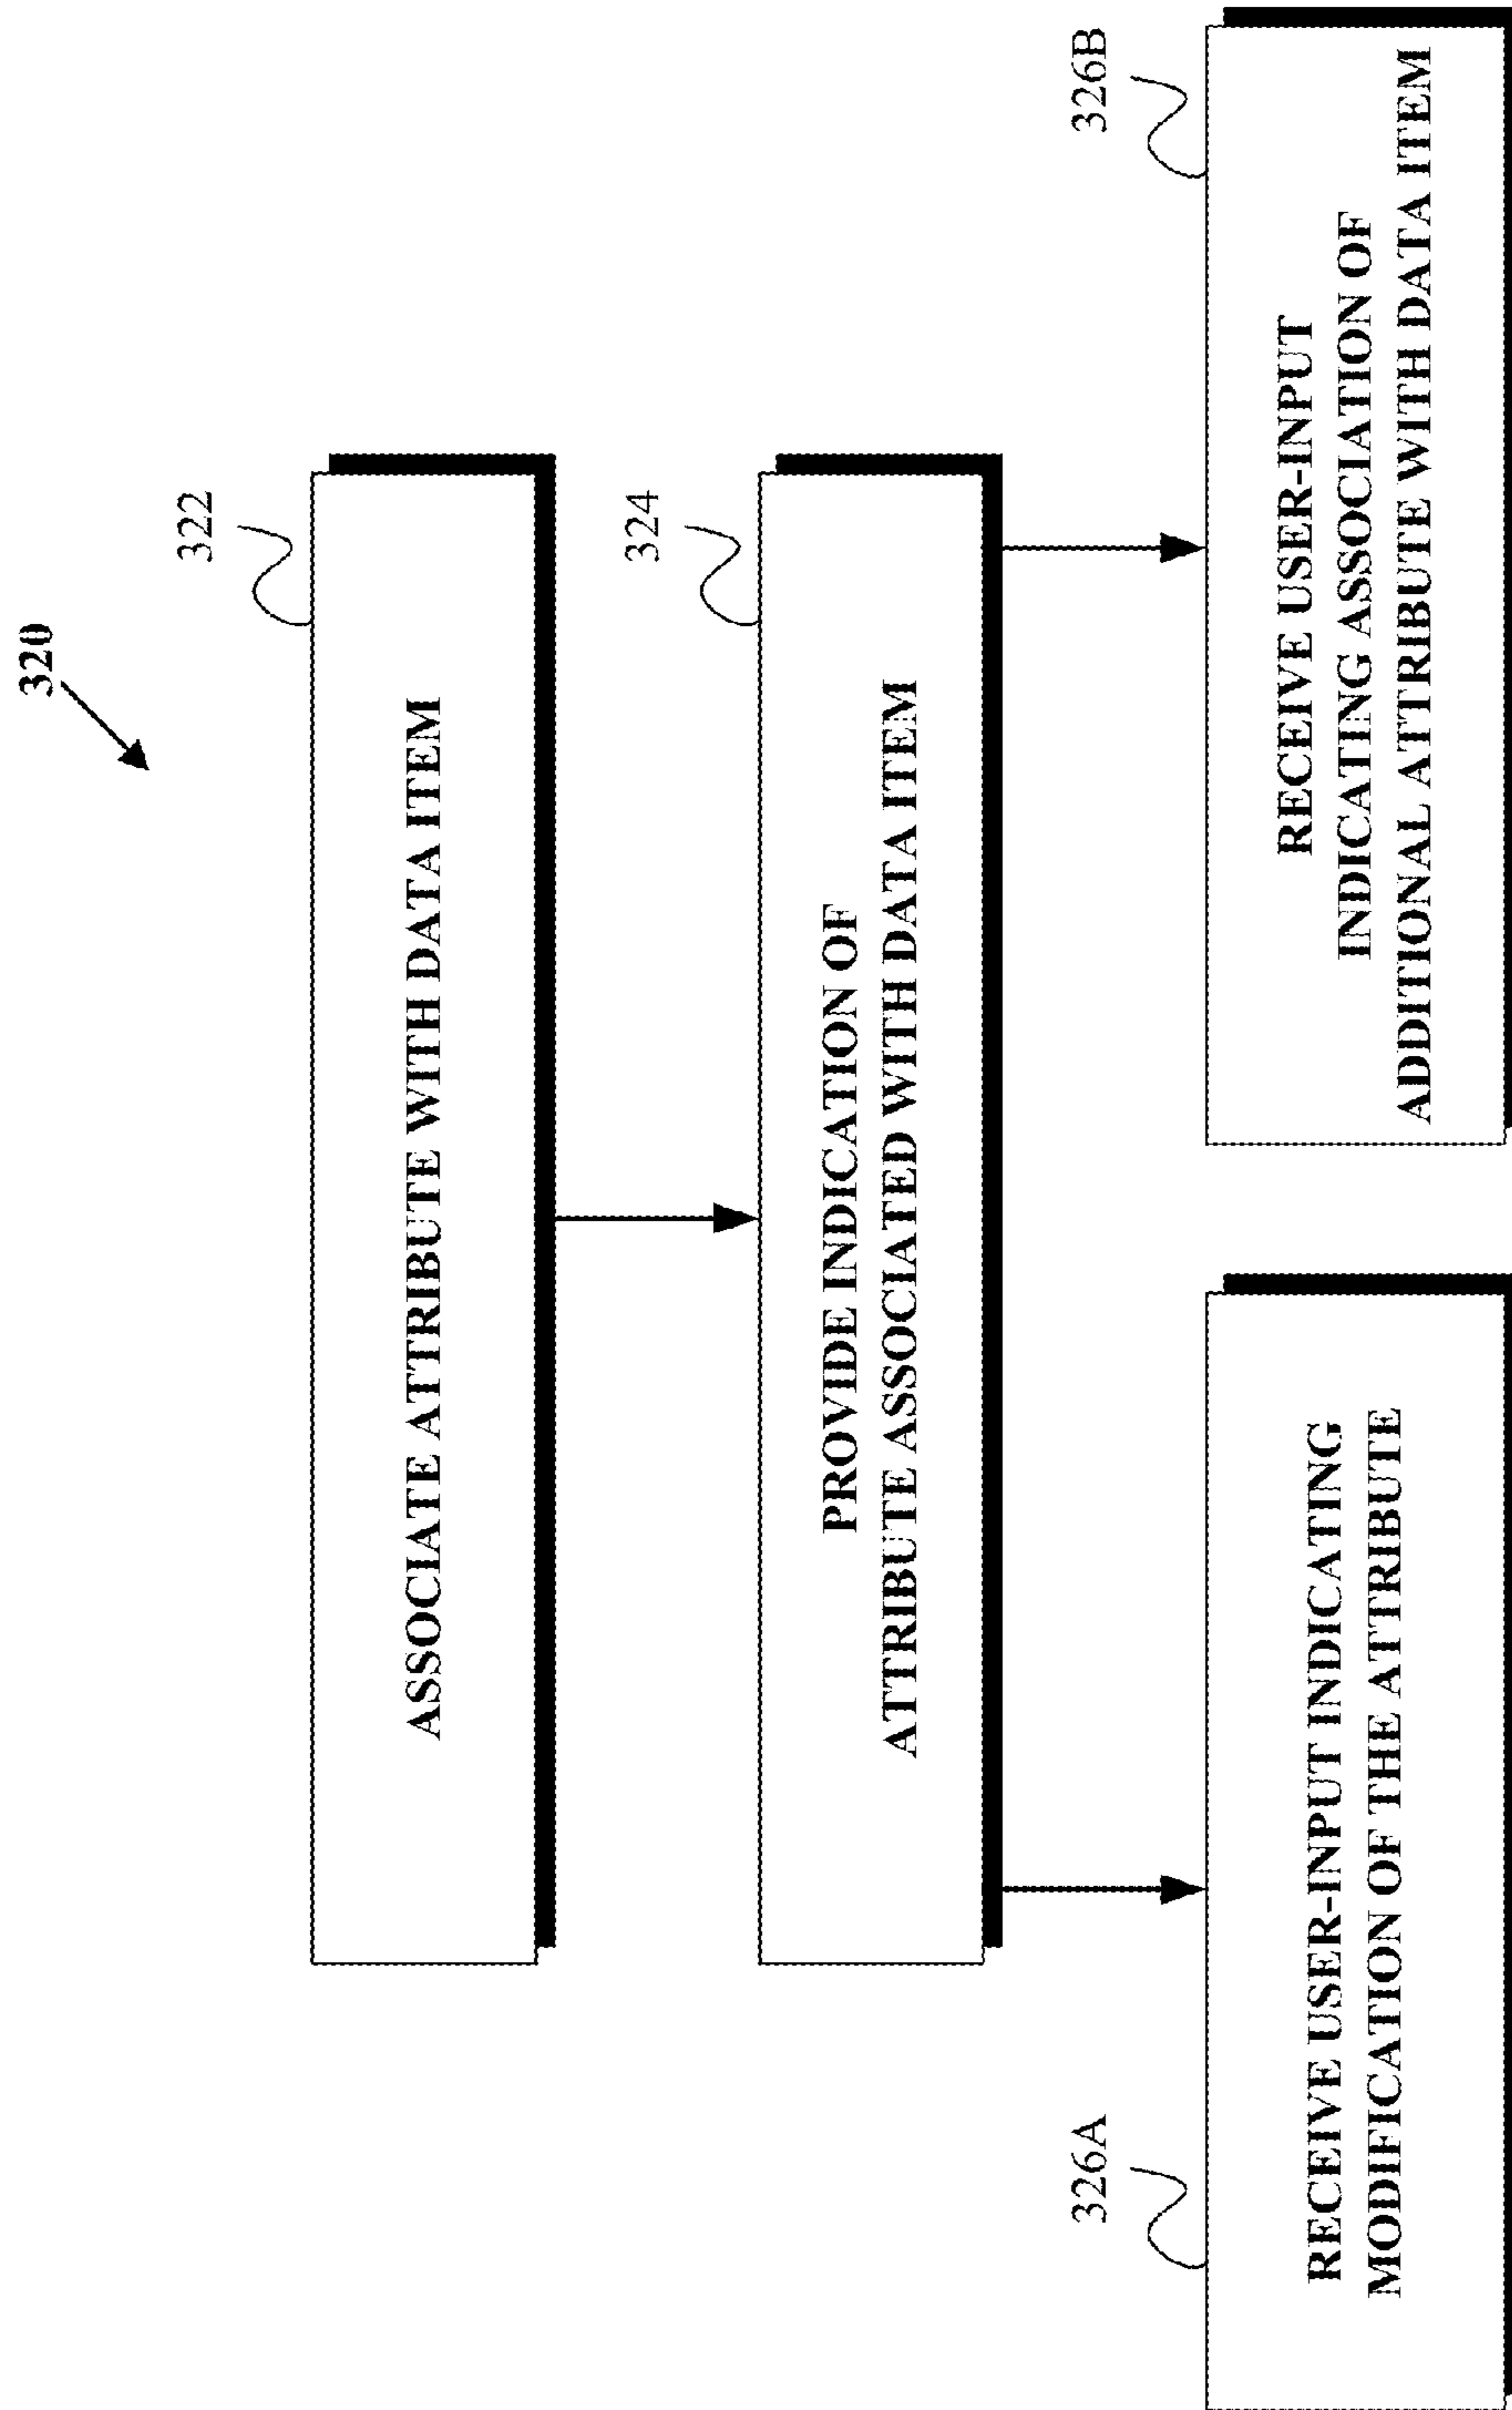 320
322
ASSOCIATE ATTRIBUTE WITH DATA ITEM
324
PROVIDE INDICATION OF
ATTRIBUTE ASSOCIATED WITH DATA ITEM
326A
RECEIVE USER-INPUT INDICATING
MODIFICATION OF THE ATTRIBUTE
326B
RECEIVE USER-INPUT
INDICATING ASSOCIATION OF
ADDITIONAL ATTRIBUTE WITH DATA ITEM